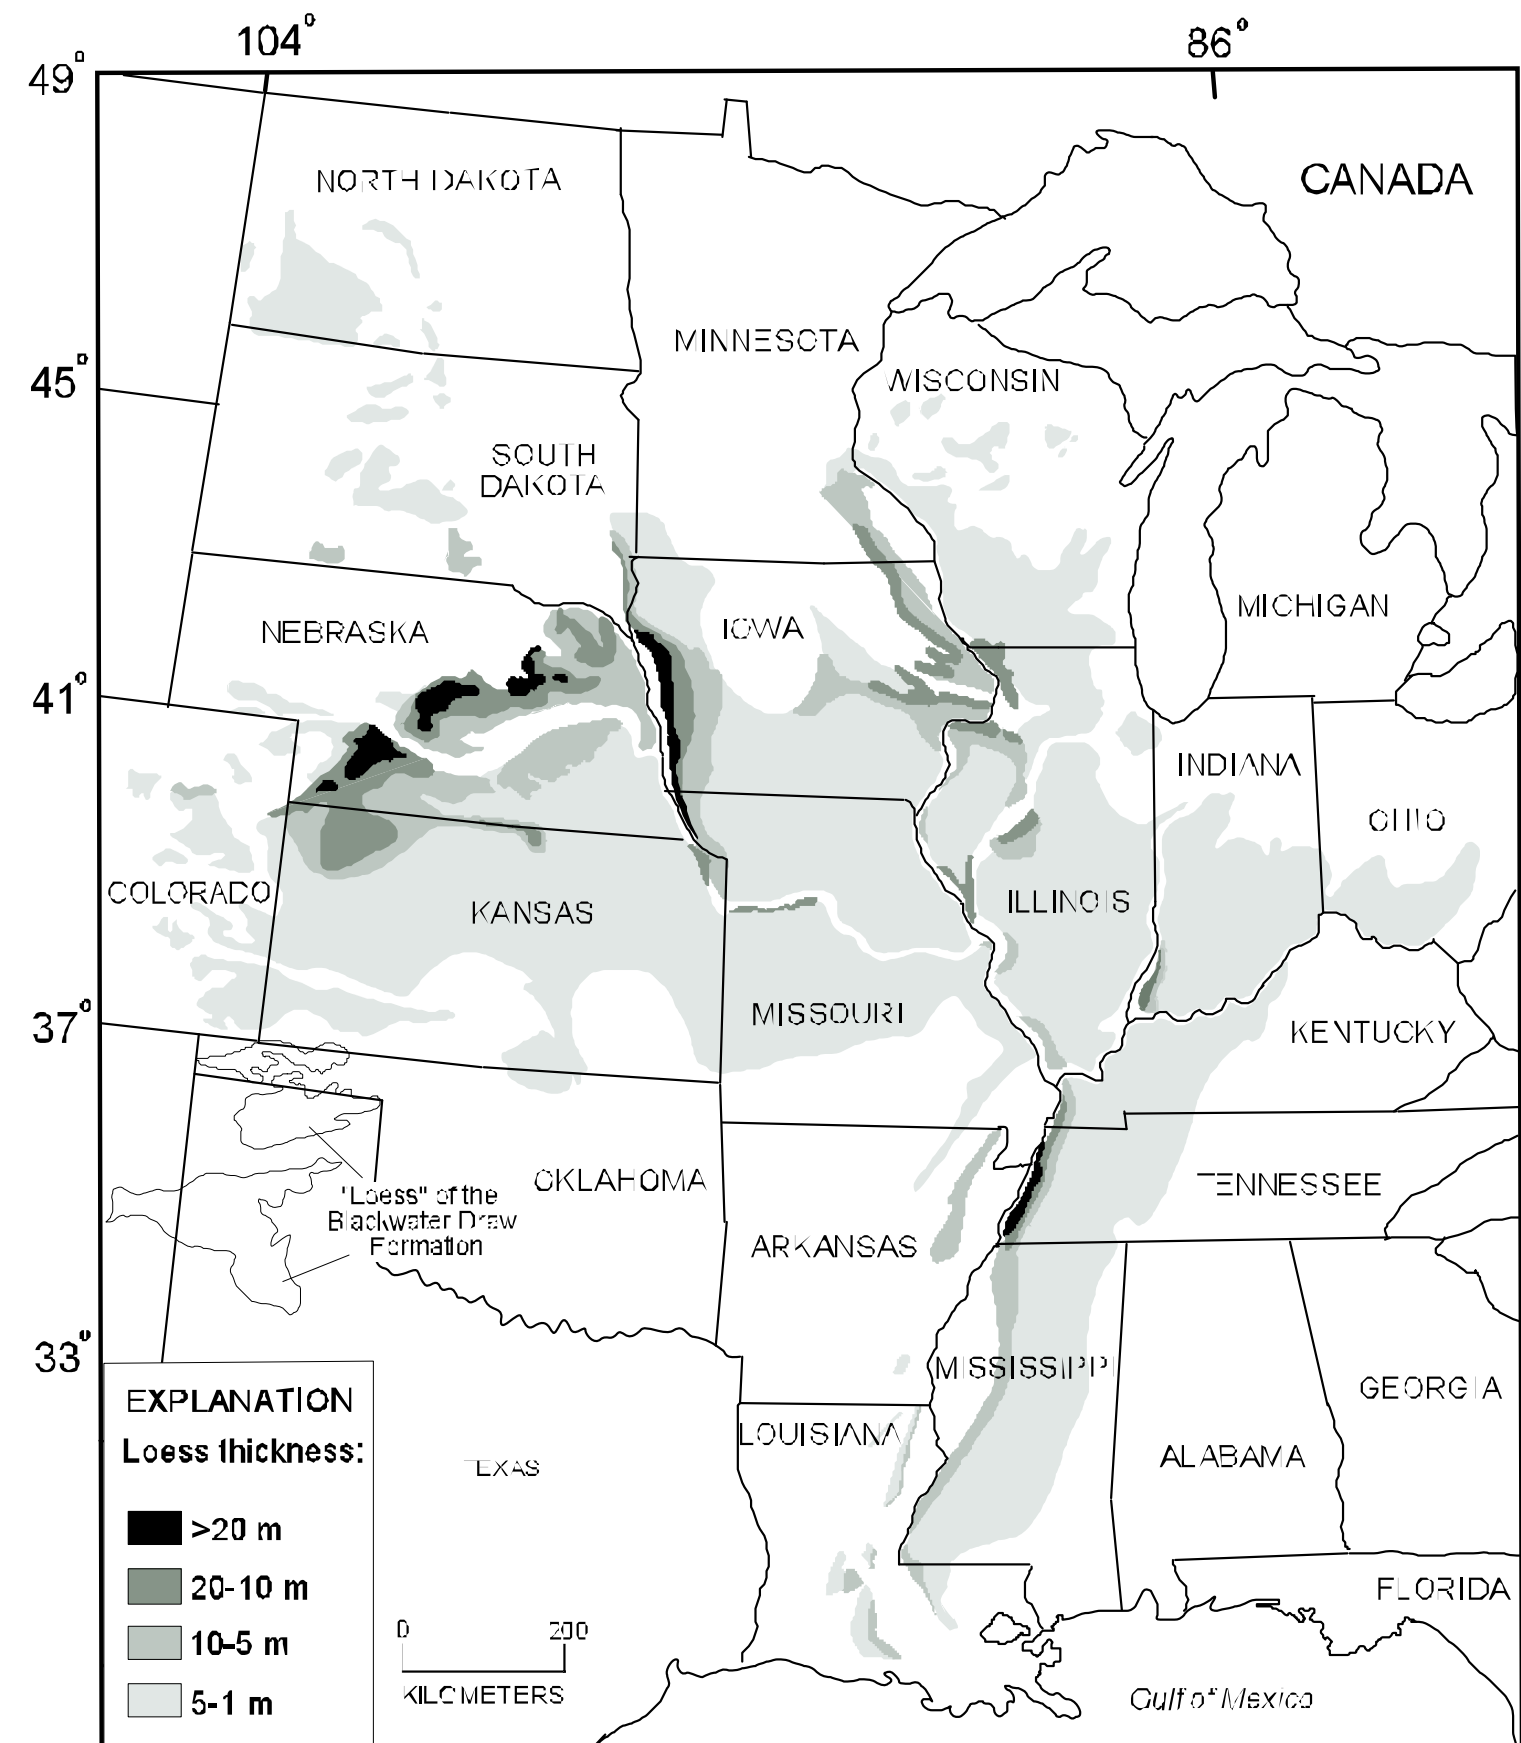 104°
86°
49°
CANADA
NORTH DAKOTA
MINNESOTA
45°
WISCONSIN
SOUTH
DAKOTA
MICHIGAN
NEBRASKA
IOWA
41°
INDIANA
OHIO
COLORADO
KANSAS
ILLINOIS
37°
MISSOURI
KENTUCKY
OKLAHOMA
TENNESSEE
"Loess" of the
Blackwater Draw
Formation
ARKANSAS
33°
MISSISSIPPI
GEORGIA
EXPLANATION
Loess thickness:
LOUISIANA
ALABAMA
TEXAS
>20 m
20-10 m
10-5 m
5-1 m
FLORIDA
0 200
KILOMETERS
Gulf of Mexico